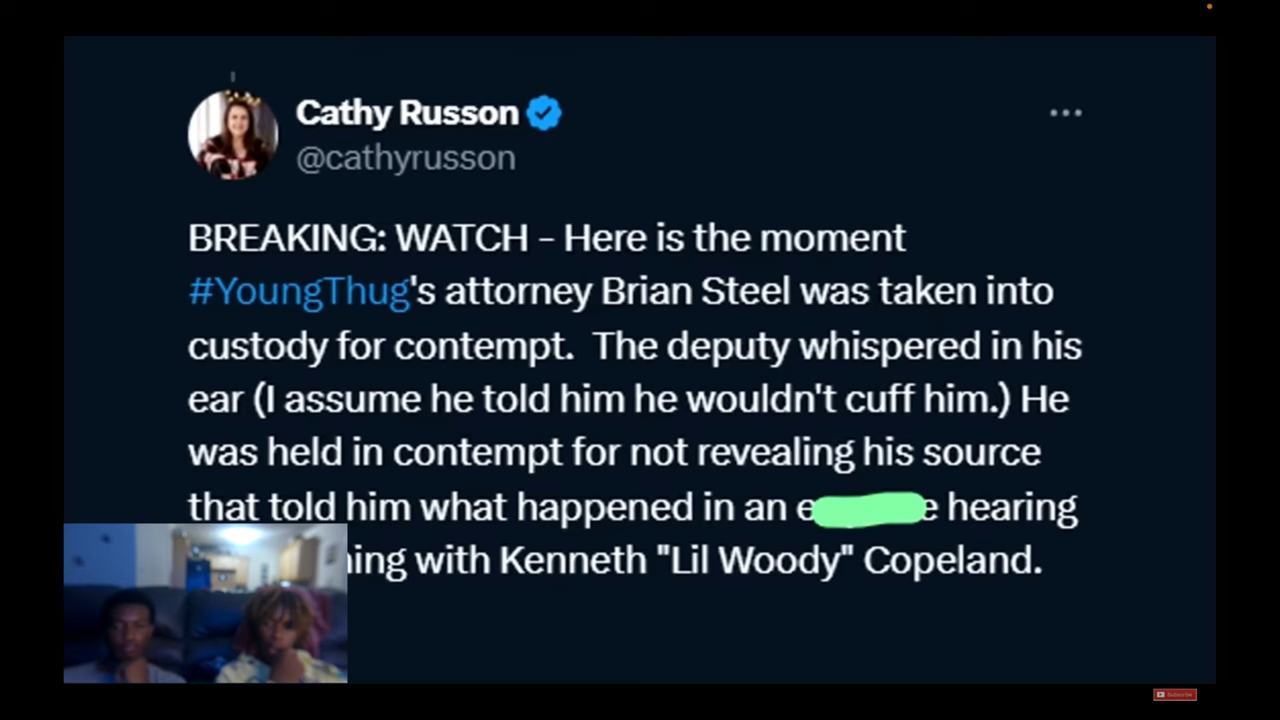 Cathy Russon
@cathyrusson
BREAKING: WATCH - Here is the moment
#YoungThug's attorney Brian Steel was taken into
custody for contempt. The deputy whispered in his
ear (I assume he told him he wouldn't cuff him.) He
was held in contempt for not revealing his source
that told him what happened in an hearing
with Kenneth "Lil Woody" Copeland.
Subscribe